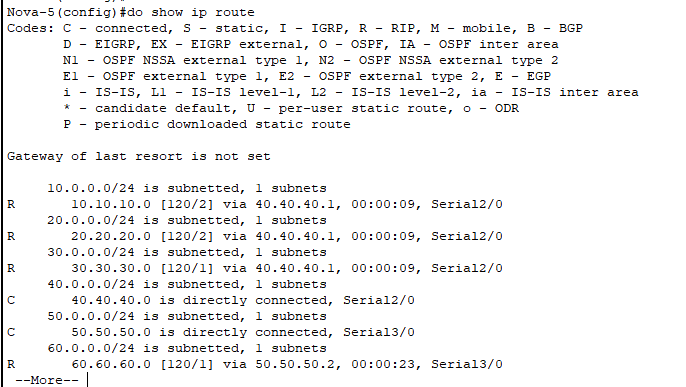 Nova-5(config)#do show ip route
Codes: C - connected, S - static, I - IGRP, R - RIP, M - mobile, B - BGP
       D - EIGRP, EX - EIGRP external, O - OSPF, IA - OSPF inter area
       N1 - OSPF NSSA external type 1, N2 - OSPF NSSA external type 2
       E1 - OSPF external type 1, E2 - OSPF external type 2, E - EGP
       i - IS-IS, L1 - IS-IS level-1, L2 - IS-IS level-2, ia - IS-IS inter area
       * - candidate default, U - per-user static route, o - ODR
       P - periodic downloaded static route

Gateway of last resort is not set

     10.0.0.0/24 is subnetted, 1 subnets
R       10.10.10.0 [120/2] via 40.40.40.1, 00:00:09, Serial2/0
     20.0.0.0/24 is subnetted, 1 subnets
R       20.20.20.0 [120/2] via 40.40.40.1, 00:00:09, Serial2/0
     30.0.0.0/24 is subnetted, 1 subnets
R       30.30.30.0 [120/1] via 40.40.40.1, 00:00:09, Serial2/0
     40.0.0.0/24 is subnetted, 1 subnets
C       40.40.40.0 is directly connected, Serial2/0
     50.0.0.0/24 is subnetted, 1 subnets
C       50.50.50.0 is directly connected, Serial3/0
     60.0.0.0/24 is subnetted, 1 subnets
R       60.60.60.0 [120/1] via 50.50.50.2, 00:00:23, Serial3/0
 --More--